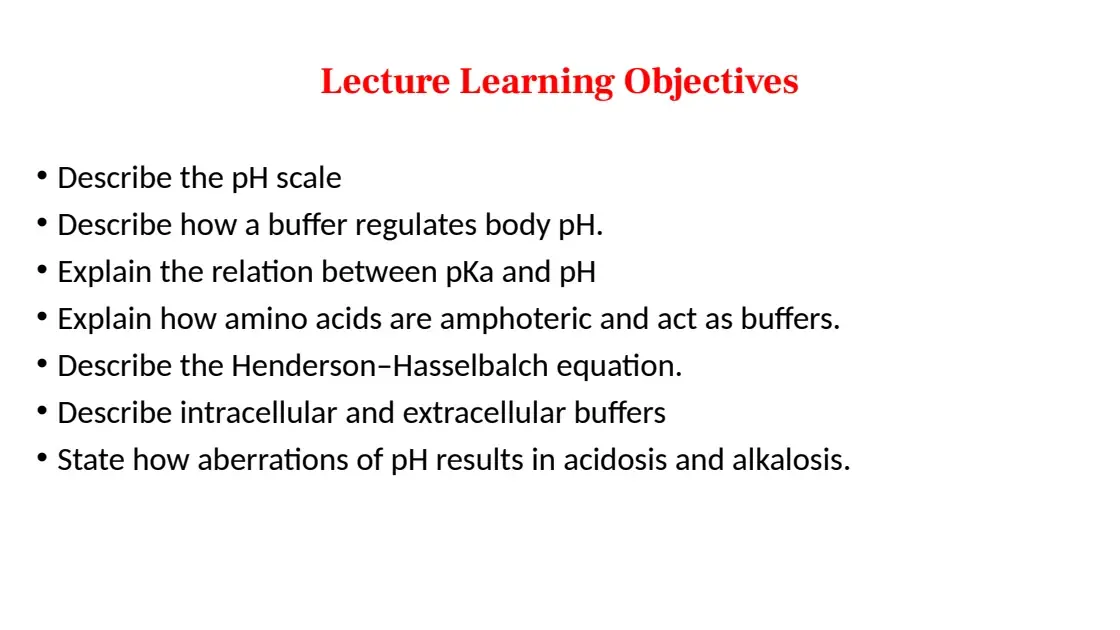 Lecture Learning Objectives
• Describe the pH scale
• Describe how a buffer regulates body pH.
• Explain the relation between pKa and pH
• Explain how amino acids are amphoteric and act as buffers.
• Describe the Henderson–Hasselbalch equation.
• Describe intracellular and extracellular buffers
• State how aberrations of pH results in acidosis and alkalosis.